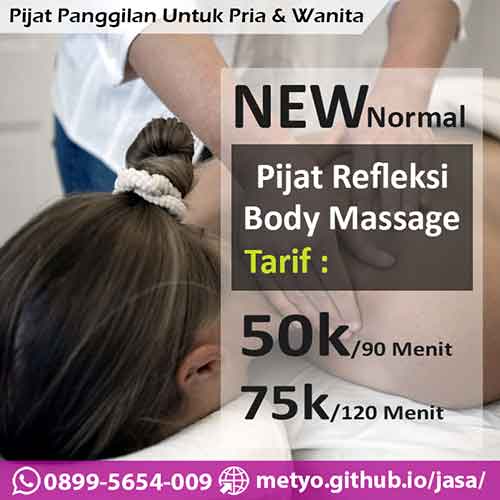 Pijat Panggilan Untuk Pria & Wanita
NEW Normal
Pijat Refleksi
Body Massage
Tarif :
50k/90 Menit
75k/120 Menit
0899-5654-009 metyo.github.io/jasa/